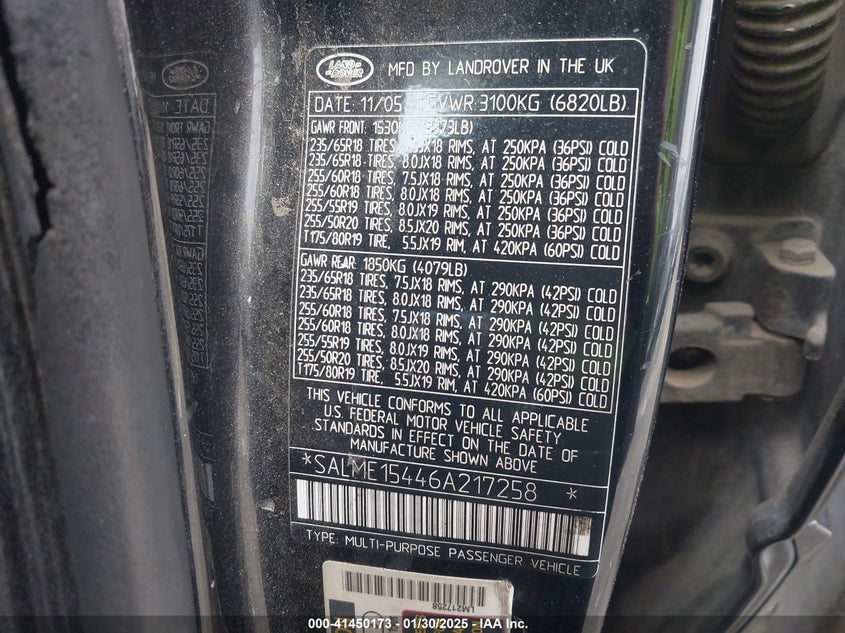 LAND
ROVER
MFD BY LANDROVER IN THE UK
DATE: 11/05 GVWR:3100KG (6820LB)
GAWR FRONT: 1530KG (3373LB)
235/65R18 TIRES, 7.5JX18 RIMS, AT 250KPA (36PSI) COLD
235/65R18 TIRES, 8.0JX18 RIMS, AT 250KPA (36PSI) COLD
255/60R18 TIRES, 7.5JX18 RIMS, AT 250KPA (36PSI) COLD
255/60R18 TIRES, 8.0JX18 RIMS, AT 250KPA (36PSI) COLD
255/55R19 TIRES, 8.0JX19 RIMS, AT 250KPA (36PSI) COLD
255/50R20 TIRES, 8.5JX20 RIMS, AT 250KPA (36PSI) COLD
T175/80R19 TIRE, 5.5JX19 RIM, AT 420KPA (60PSI) COLD
GAWR REAR: 1850KG (4079LB)
235/65R18 TIRES, 7.5JX18 RIMS, AT 290KPA (42PSI) COLD
235/65R18 TIRES, 8.0JX18 RIMS, AT 290KPA (42PSI) COLD
255/60R18 TIRES, 7.5JX18 RIMS, AT 290KPA (42PSI) COLD
255/60R18 TIRES, 8.0JX18 RIMS, AT 290KPA (42PSI) COLD
255/55R19 TIRES, 8.0JX19 RIMS, AT 290KPA (42PSI) COLD
255/50R20 TIRES, 8.5JX20 RIMS, AT 290KPA (42PSI) COLD
T175/80R19 TIRE, 5.5JX19 RIM, AT 420KPA (60PSI) COLD
THIS VEHICLE CONFORMS TO ALL APPLICABLE
U.S. FEDERAL MOTOR VEHICLE SAFETY
STANDARDS IN EFFECT ON THE DATE OF
MANUFACTURE SHOWN ABOVE
*SALME15446A217258 *
TYPE: MULTI-PURPOSE PASSENGER VEHICLE
LM217258
000-41450173 - 01/30/2025 - IAA Inc.